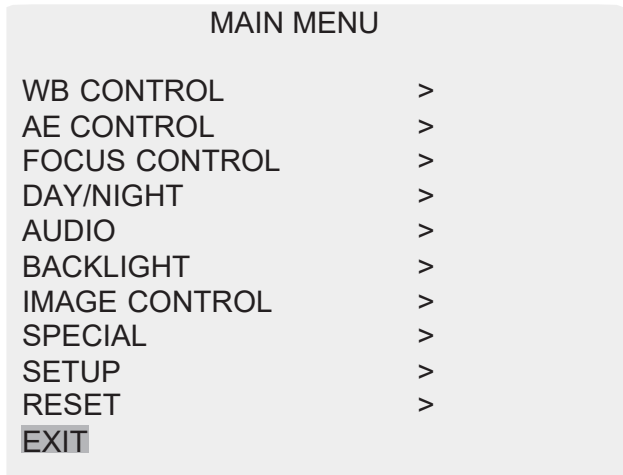 MAIN MENU
WB CONTROL >
AE CONTROL >
FOCUS CONTROL >
DAY/NIGHT >
AUDIO >
BACKLIGHT >
IMAGE CONTROL >
SPECIAL >
SETUP >
RESET >
EXIT